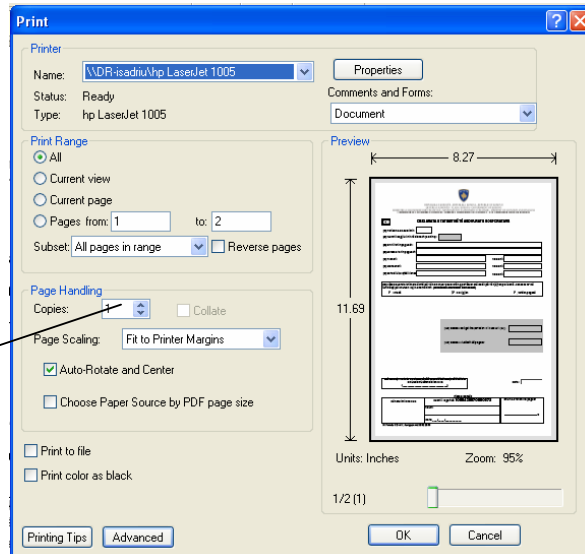 Print
Printer
Name: \\DR-isadriu\hp LaserJet 1005
Properties
Status: Ready
Comments and Forms:
Type: hp LaserJet 1005
Document
Print Range
All
Current view
Current page
Pages from: 1 to: 2
Subset: All pages in range Reverse pages
Page Handling
Copies: 1 Collate
Page Scaling: Fit to Printer Margins
Auto-Rotate and Center
Choose Paper Source by PDF page size
Print to file
Print color as black
Preview
8.27
11.69
Units: Inches Zoom: 95%
1/2 (1)
Printing Tips Advanced OK Cancel